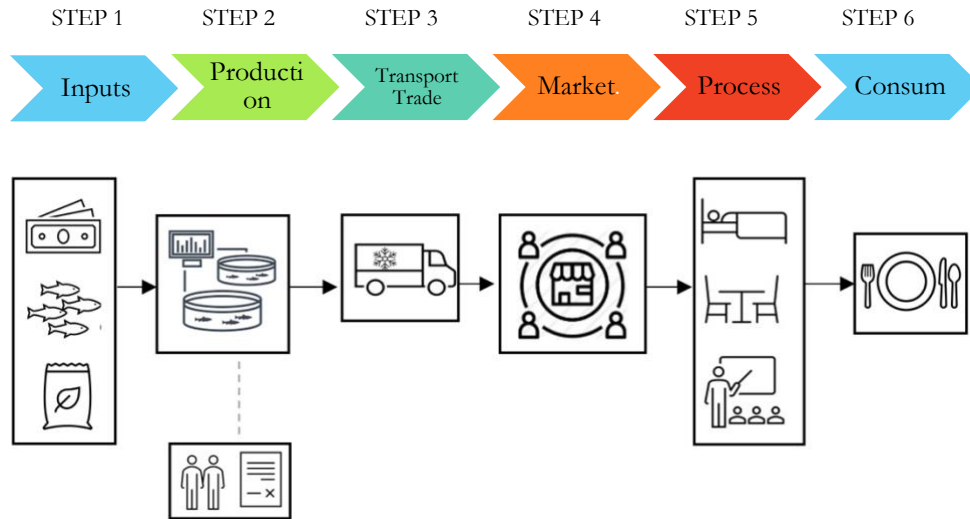 STEP 1
STEP 2
STEP 3
STEP 4
STEP 5
STEP 6
Inputs
Producti
on
Transport
Trade
Market.
Process
Consum